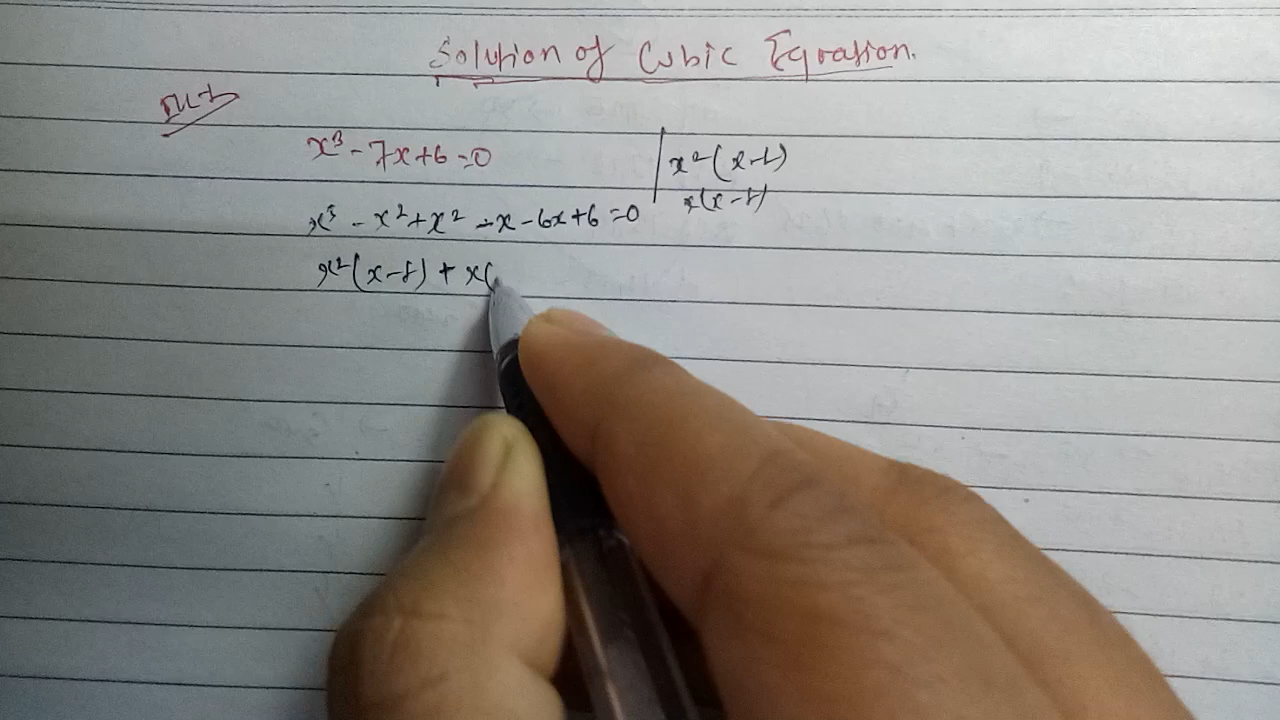 Solution of Cubic Equation.
x³ - 7x + 6 = 0
x²(x-1)
x(x-1)
x³ - x² + x² - x - 6x + 6 = 0
x²(x-1) + x(